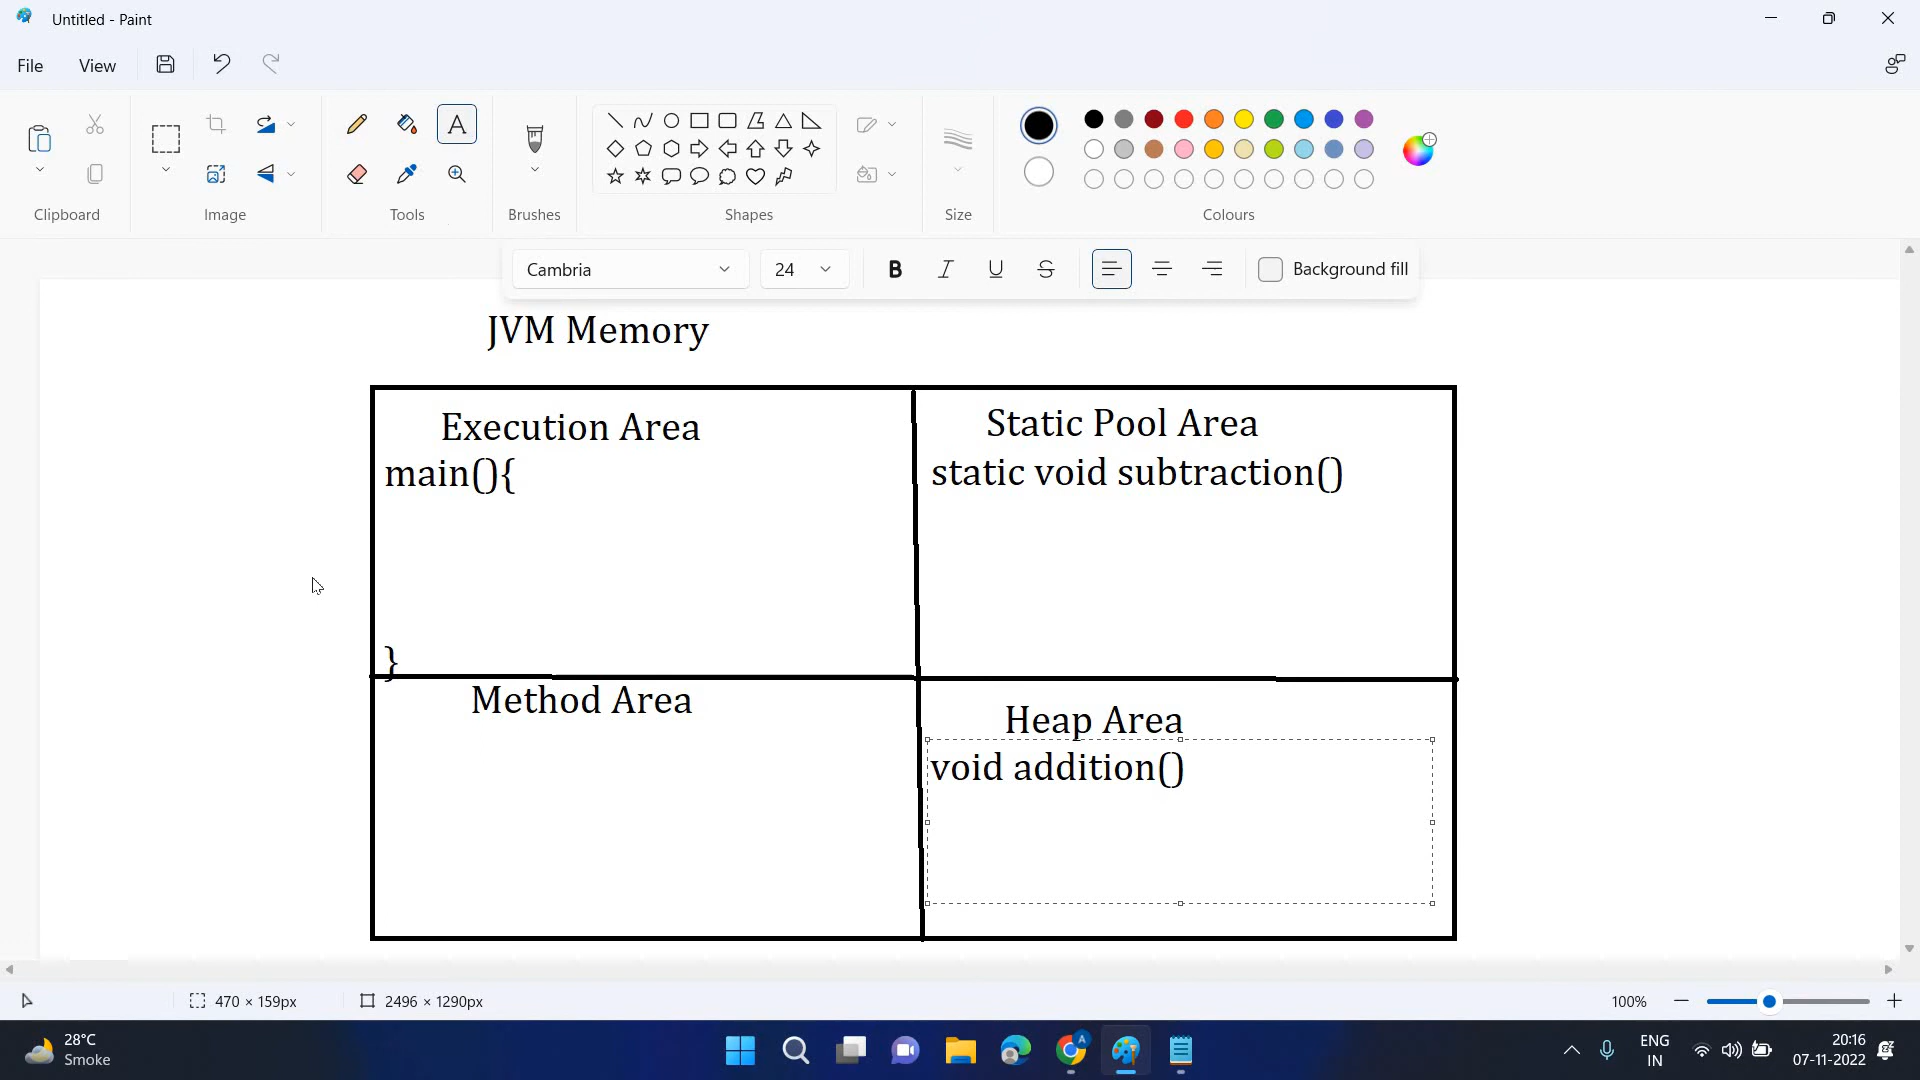 Untitled - Paint
File View
Clipboard
Image
Tools
Brushes
Shapes
Size
Colours
Cambria 24 B I U S Background fill
JVM Memory
Execution Area
main(){
}
Static Pool Area
static void subtraction()
Method Area
Heap Area
void addition()
470 × 159px
2496 × 1290px
100%
28°C
Smoke
A
ENG
IN
20:16
07-11-2022